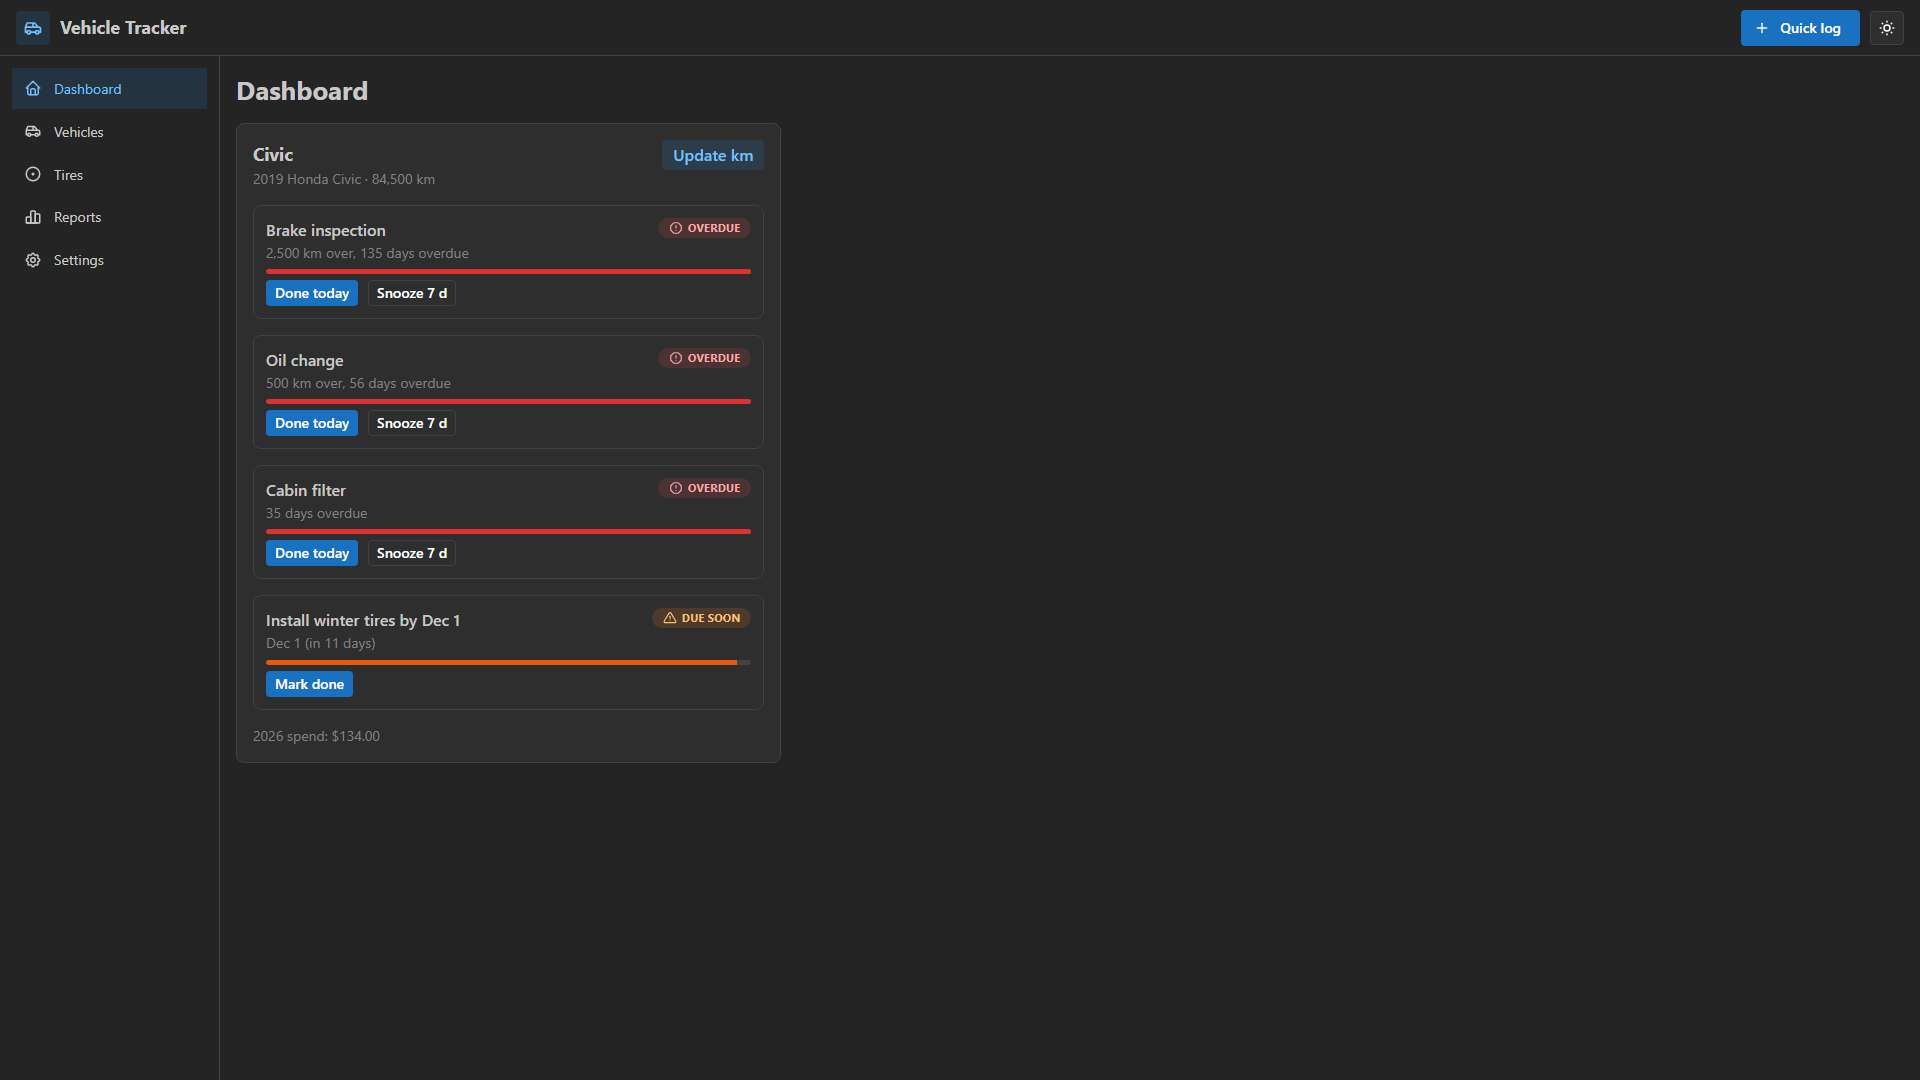 Vehicle Tracker
Quick log
Dashboard
Vehicles
Tires
Reports
Settings
Dashboard
Civic
Update km
2019 Honda Civic · 84,500 km
Brake inspection
OVERDUE
2,500 km over, 135 days overdue
Done today
Snooze 7 d
Oil change
OVERDUE
500 km over, 56 days overdue
Done today
Snooze 7 d
Cabin filter
OVERDUE
35 days overdue
Done today
Snooze 7 d
Install winter tires by Dec 1
DUE SOON
Dec 1 (in 11 days)
Mark done
2026 spend: $134.00